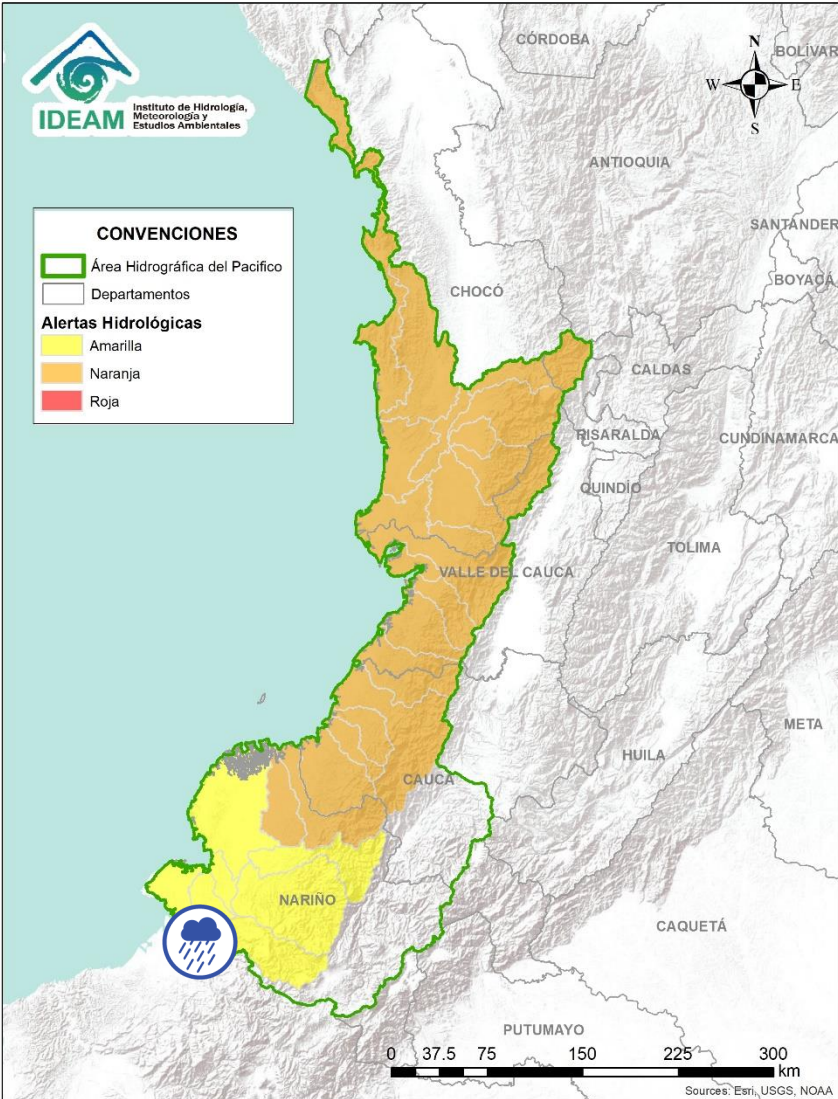 IDEAM
Instituto de Hidrología,
Meteorología y
Estudios Ambientales
CÓRDOBA
BOLÍVAR
N
W
E
S
ANTIOQUIA
SANTANDER
BOYACÁ
CONVENCIONES
Área Hidrográfica del Pacifico
Departamentos
Alertas Hidrológicas
Amarilla
Naranja
Roja
CHOCÓ
CALDAS
RISARALDA
CUNDINAMARCA
QUINDÍO
TOLIMA
VALLE DEL CAUCA
META
HUILA
CAUCA
NARIÑO
CAQUETÁ
PUTUMAYO
0 37.5 75 150 225 300
km
Sources: Esri, USGS, NOAA